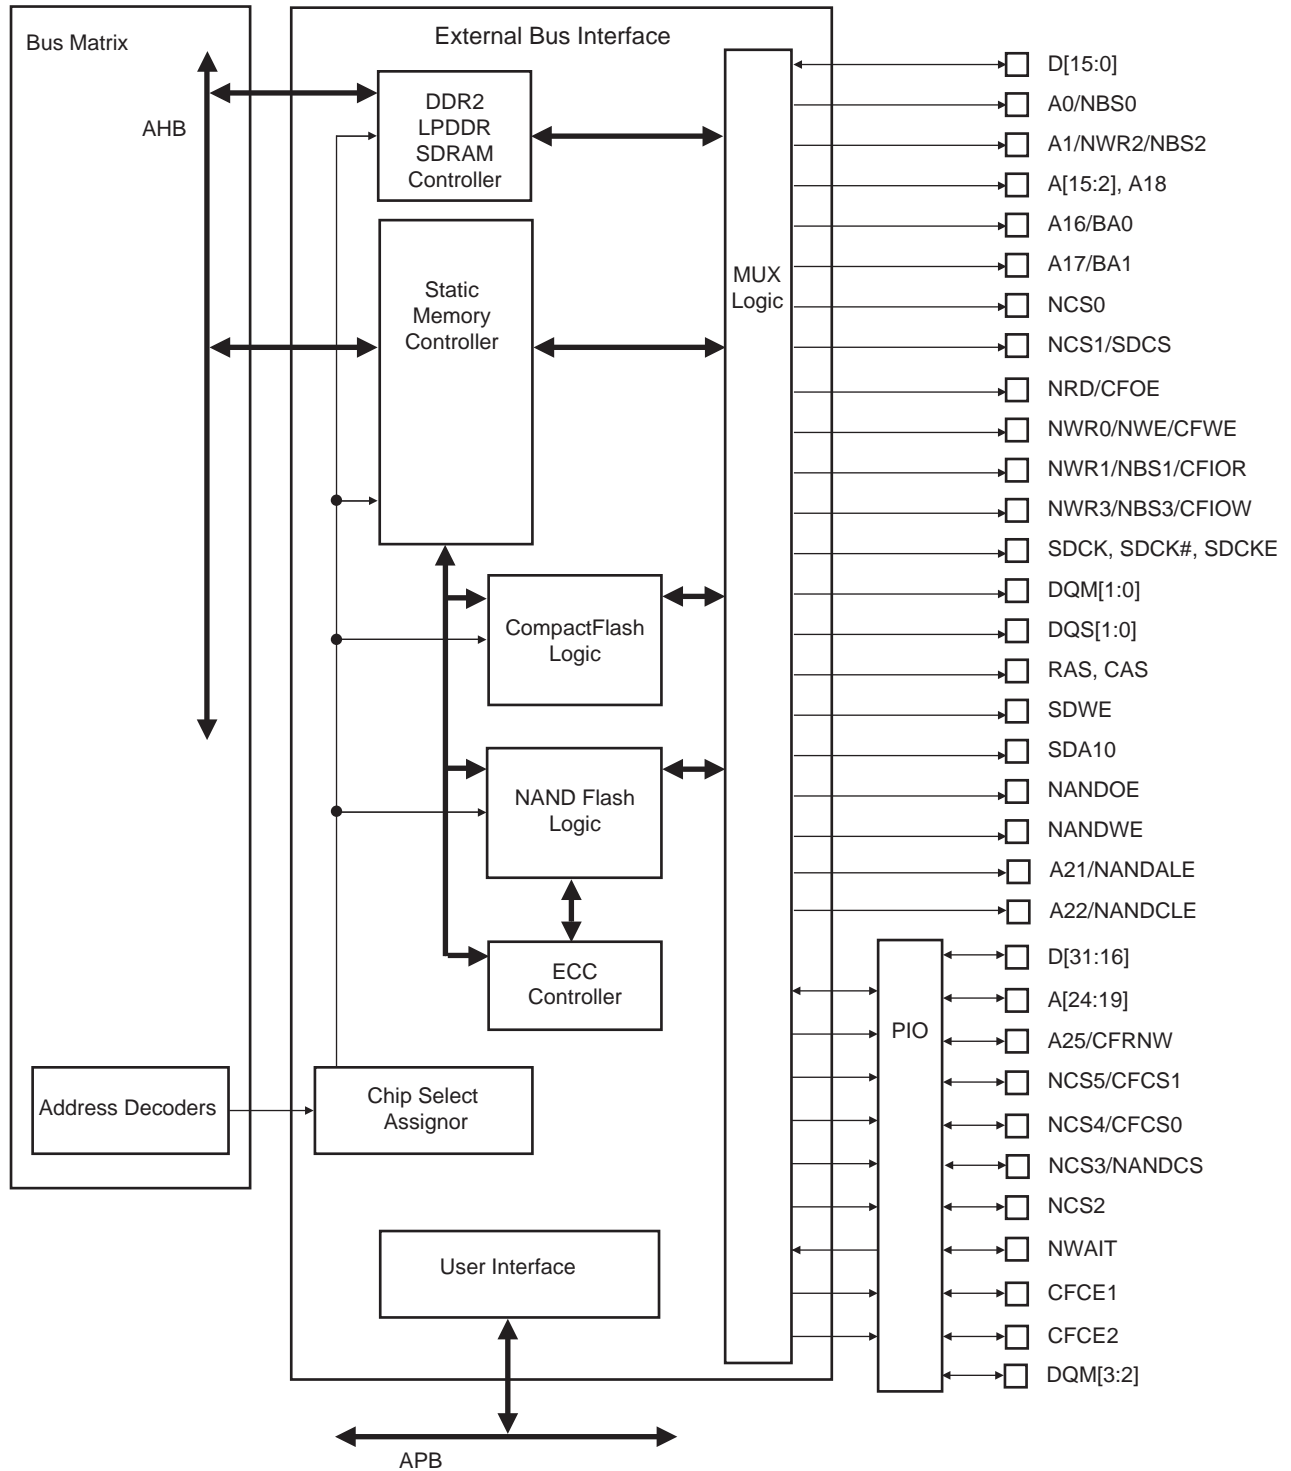 Bus Matrix
AHB
Address Decoders
External Bus Interface
DDR2
LPDDR
SDRAM
Controller
Static
Memory
Controller
CompactFlash
Logic
NAND Flash
Logic
ECC
Controller
Chip Select
Assignor
User Interface
APB
MUX
Logic
PIO
D[15:0]
A0/NBS0
A1/NWR2/NBS2
A[15:2], A18
A16/BA0
A17/BA1
NCS0
NCS1/SDCS
NRD/CFOE
NWR0/NWE/CFWE
NWR1/NBS1/CFIOR
NWR3/NBS3/CFIOW
SDCK, SDCK#, SDCKE
DQM[1:0]
DQS[1:0]
RAS, CAS
SDWE
SDA10
NANDOE
NANDWE
A21/NANDALE
A22/NANDCLE
D[31:16]
A[24:19]
A25/CFRNW
NCS5/CFCS1
NCS4/CFCS0
NCS3/NANDCS
NCS2
NWAIT
CFCE1
CFCE2
DQM[3:2]